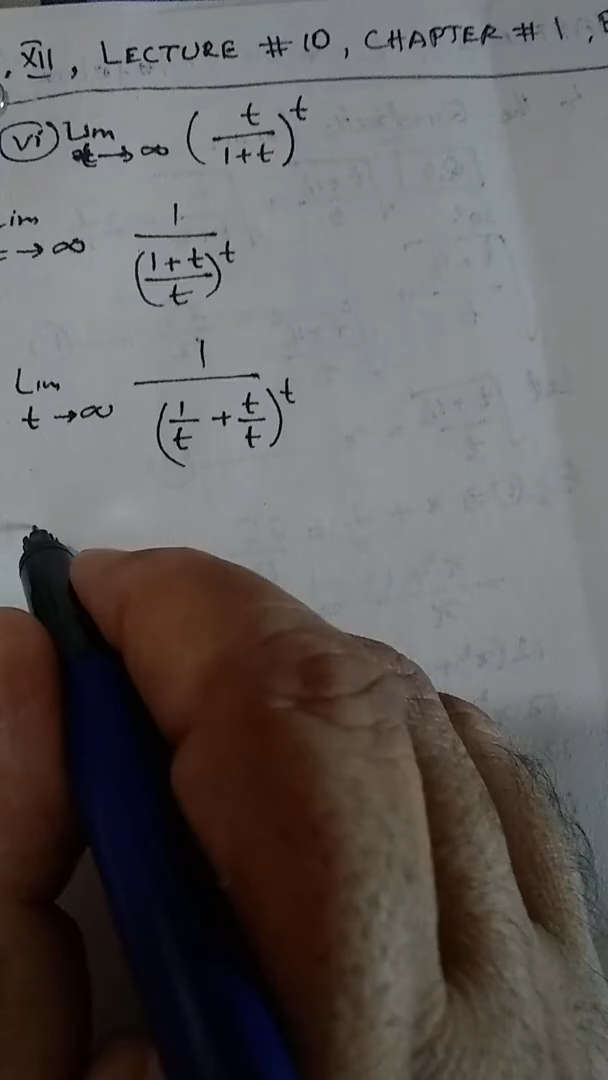 , XII, LECTURE # 10, CHAPTER # 1,
(vi) Lim t→∞ (t/(1+t))^t
Lim t→∞ 1/((1+t)/t)^t
Lim t→∞ 1/(1/t + t/t)^t